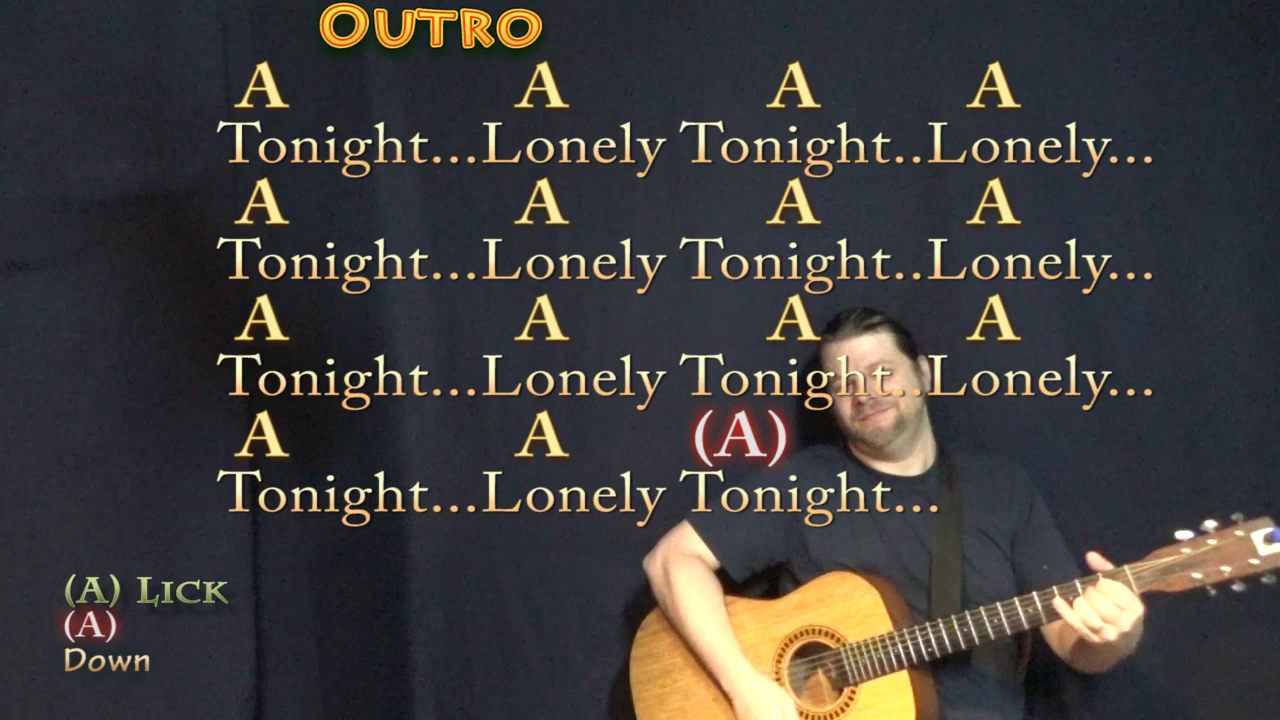 OUTRO
A A A A
Tonight...Lonely Tonight..Lonely...
A A A A
Tonight...Lonely Tonight..Lonely...
A A A A
Tonight...Lonely Tonight..Lonely...
A A (A)
Tonight...Lonely Tonight...
(A) LICK
(A)
Down